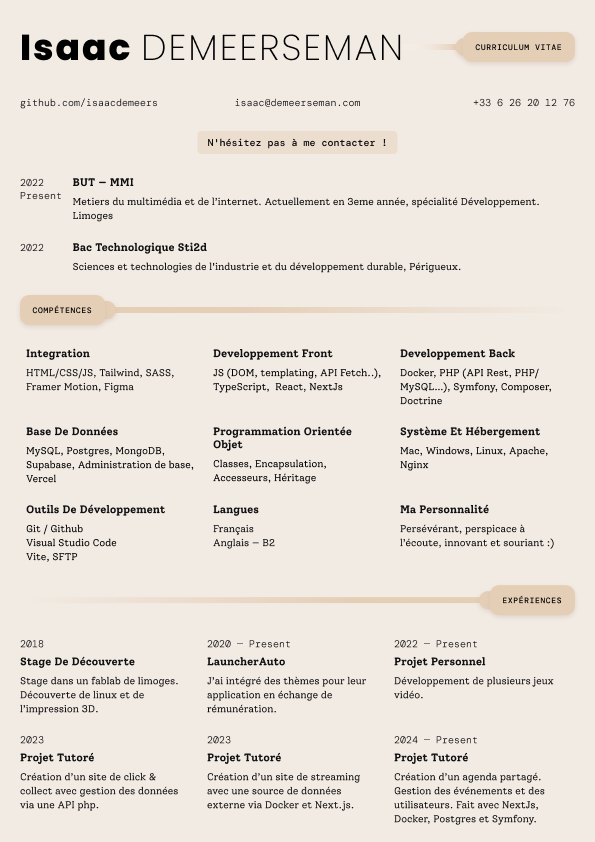 Isaac DEMEERSEMAN
CURRICULUM VITAE
github.com/isaacdemeers
isaac@demeerseman.com
+33 6 26 20 12 76
N'hésitez pas à me contacter !
2022
Present
BUT — MMI
Metiers du multimédia et de l’internet. Actuellement en 3eme année, spécialité Développement.
Limoges
2022
Bac Technologique Sti2d
Sciences et technologies de l'industrie et du développement durable, Périgueux.
COMPÉTENCES
Integration
HTML/CSS/JS, Tailwind, SASS,
Framer Motion, Figma
Developpement Front
JS (DOM, templating, API Fetch..),
TypeScript, React, NextJs
Développement Back
Docker, PHP (API Rest, PHP/
MySQL...), Symfony, Composer,
Doctrine
Base De Données
MySQL, Postgres, MongoDB,
Supabase, Administration de base,
Vercel
Programmation Orientée
Objet
Classes, Encapsulation,
Accesseurs, Héritage
Système Et Hébergement
Mac, Windows, Linux, Apache,
Nginx
Outils De Développement
Git / Github
Visual Studio Code
Vite, SFTP
Langues
Français
Anglais — B2
Ma Personnalité
Persévérant, perspicace à
l’écoute, innovant et souriant :)
EXPÉRIENCES
2018
Stage De Découverte
Stage dans un fablab de limoges.
Découverte de linux et de
l’impression 3D.
2020 — Present
LauncherAuto
J’ai intégré des thèmes pour leur
application en échange de
rémunération.
2022 — Present
Projet Personnel
Développement de plusieurs jeux
vidéo.
2023
Projet Tutoré
Création d’un site de click &
collect avec gestion des données
via une API php.
2023
Projet Tutoré
Création d’un site de streaming
avec une source de données
externe via Docker et Next.js.
2024 — Present
Projet Tutoré
Création d’un agenda partagé.
Gestion des événements et des
utilisateurs. Fait avec NextJs,
Docker, Postgres et Symfony.